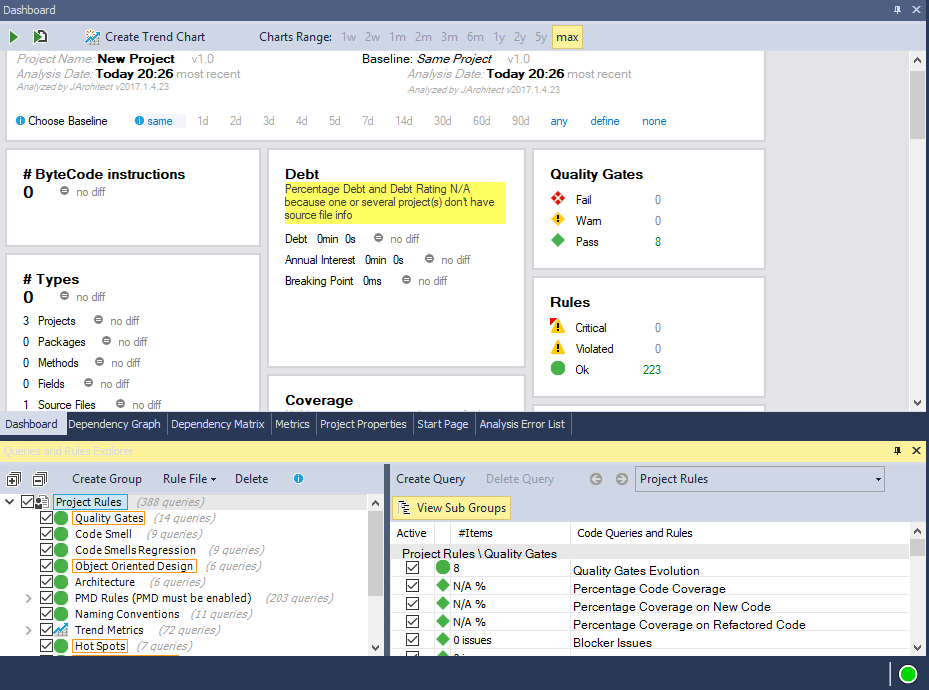 Dashboard
Create Trend Chart Charts Range: 1w 2w 1m 2m 3m 6m 1y 2y 5y max
Project Name: New Project v1.0 Baseline: Same Project v1.0
Analysis Date: Today 20:26 most recent Analysis Date: Today 20:26 most recent
Analyzed by JArchitect v2017.1.4.23 Analyzed by JArchitect v2017.1.4.23
Choose Baseline same 1d 2d 3d 4d 5d 7d 14d 30d 60d 90d any define none
# ByteCode instructions
0 no diff
# Types
0 no diff
3 Projects no diff
0 Packages no diff
0 Methods no diff
0 Fields no diff
1 Source Files no diff
Debt
Percentage Debt and Debt Rating N/A
because one or several project(s) don't have
source file info
Debt 0min 0s no diff
Annual Interest 0min 0s no diff
Breaking Point 0ms no diff
Coverage
Quality Gates
Fail 0
Warn 0
Pass 8
Rules
Critical 0
Violated 0
Ok 223
Dashboard Dependency Graph Dependency Matrix Metrics Project Properties Start Page Analysis Error List
Queries and Rules Explorer
Create Group Rule File Delete
Project Rules (388 queries)
Quality Gates (14 queries)
Code Smell (9 queries)
Code Smells Regression (9 queries)
Object Oriented Design (6 queries)
Architecture (6 queries)
PMD Rules (PMD must be enabled) (203 queries)
Naming Conventions (11 queries)
Trend Metrics (72 queries)
Hot Spots (7 queries)
Create Query Delete Query Project Rules
View Sub Groups
Active #Items Code Queries and Rules
Project Rules \ Quality Gates
8 Quality Gates Evolution
N/A % Percentage Code Coverage
N/A % Percentage Coverage on New Code
N/A % Percentage Coverage on Refactored Code
0 issues Blocker Issues